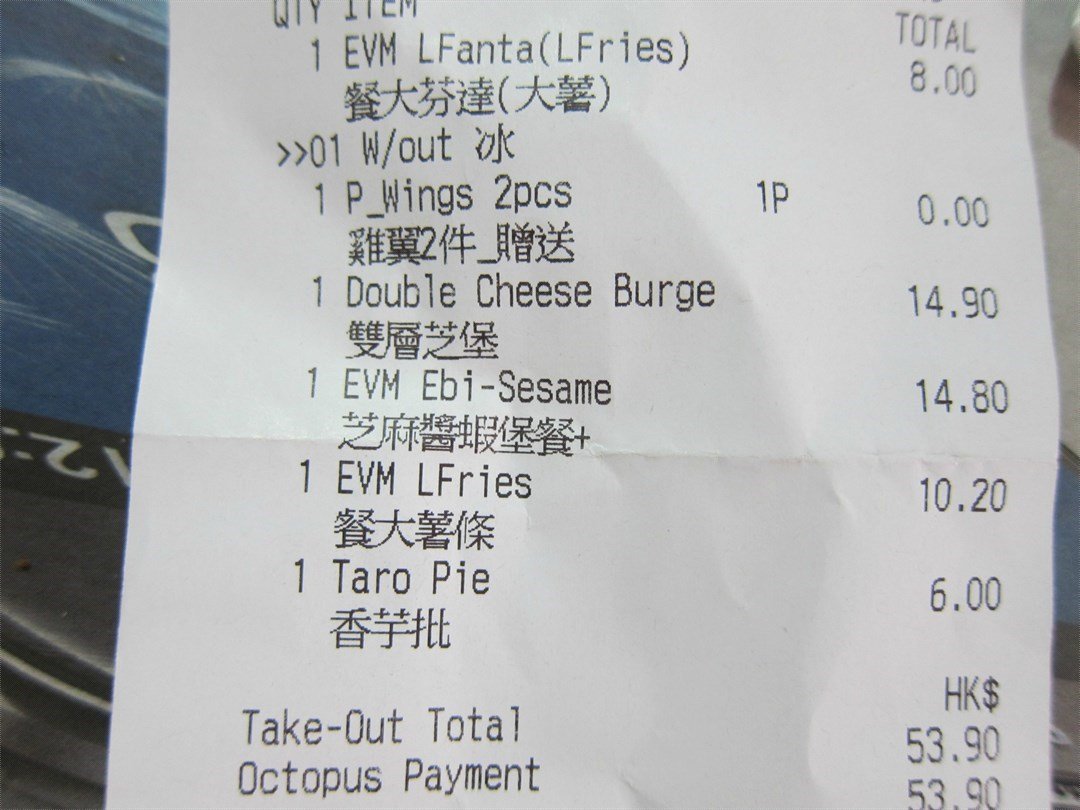 QTY ITEM TOTAL
1 EVM LFanta(LFries) 8.00
餐大芬達(大薯)
>>01 W/out 冰
1 P_Wings 2pcs 1P 0.00
雞翼2件_贈送
1 Double Cheese Burge 14.90
雙層芝堡
1 EVM Ebi-Sesame 14.80
芝麻醬蝦堡餐+
1 EVM LFries 10.20
餐大薯條
1 Taro Pie 6.00
香芋批
HK$
Take-Out Total 53.90
Octopus Payment 53.90